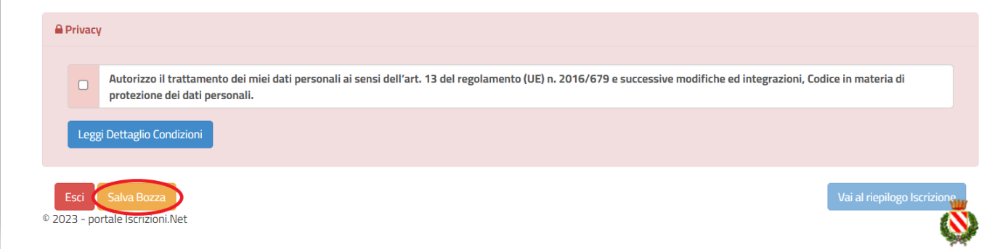 Privacy
Autorizzo il trattamento dei miei dati personali ai sensi dell'art. 13 del regolamento (UE) n. 2016/679 e successive modifiche ed integrazioni, Codice in materia di
protezione dei dati personali.
Leggi Dettaglio Condizioni
Esci Salva Bozza Vai al riepilogo Iscrizione
© 2023 - portale Iscrizioni.Net